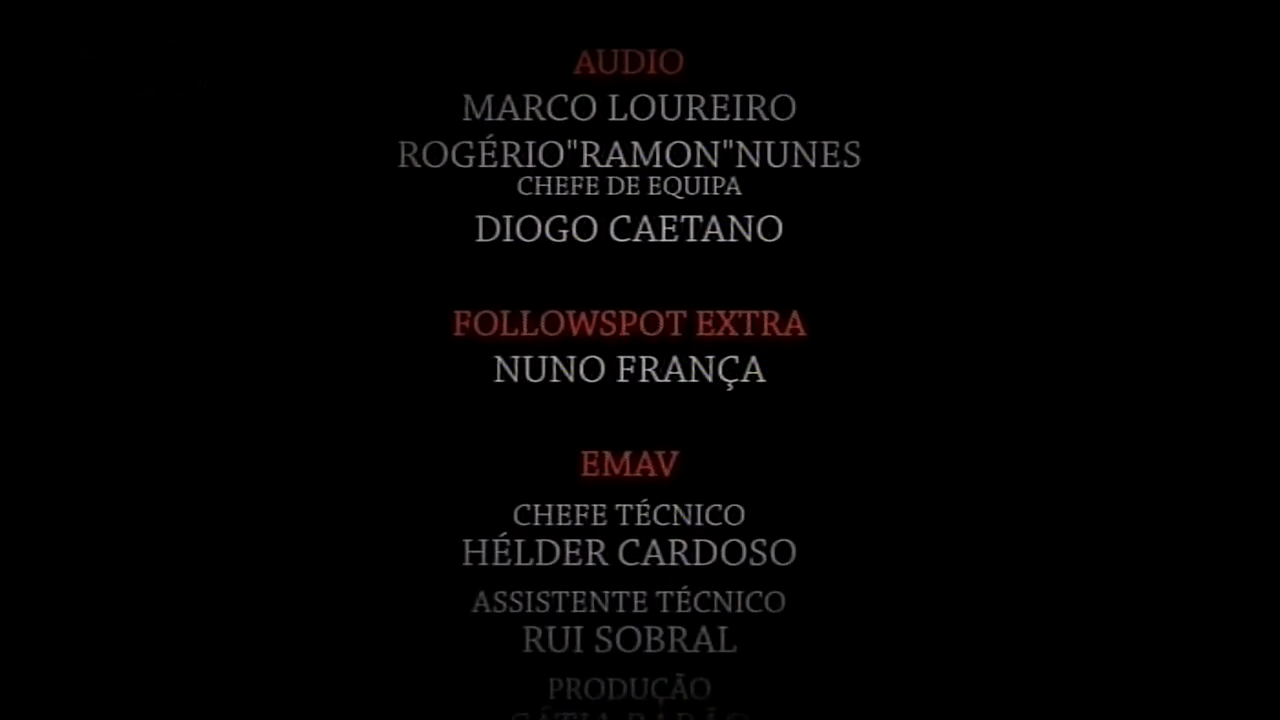 AUDIO
MARCO LOUREIRO
ROGÉRIO"RAMON"NUNES
CHEFE DE EQUIPA
DIOGO CAETANO
FOLLOWSPOT EXTRA
NUNO FRANÇA
EMAV
CHEFE TÉCNICO
HÉLDER CARDOSO
ASSISTENTE TÉCNICO
RUI SOBRAL
PRODUÇÃO